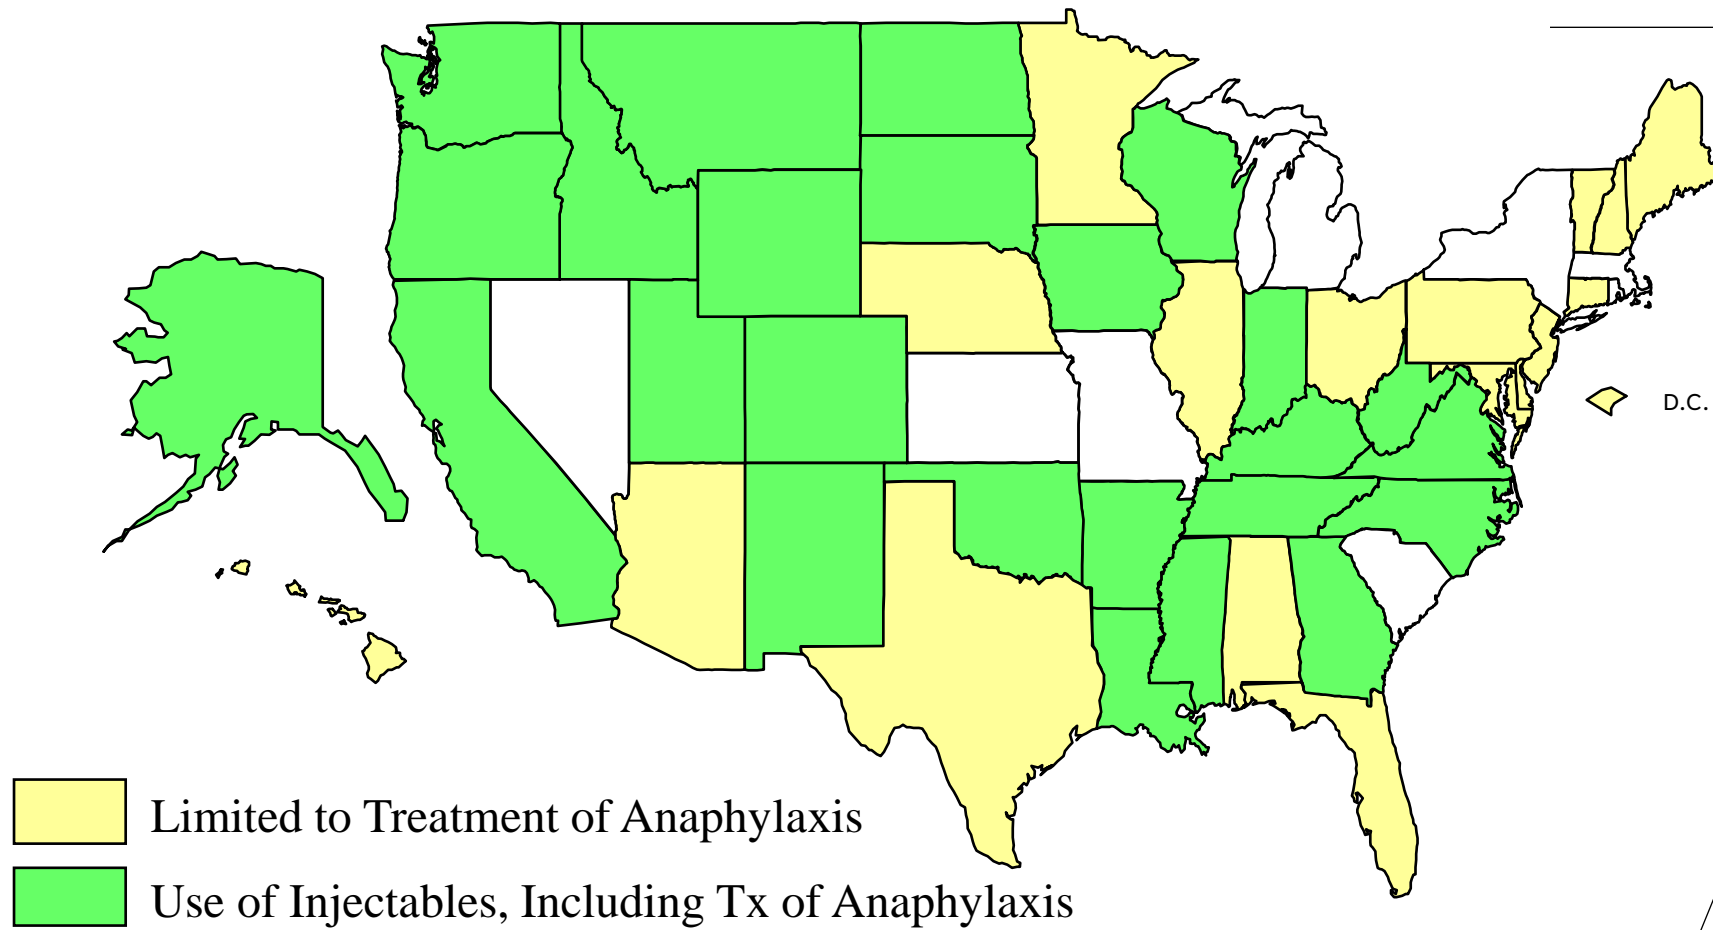 D.C.
Limited to Treatment of Anaphylaxis
Use of Injectables, Including Tx of Anaphylaxis